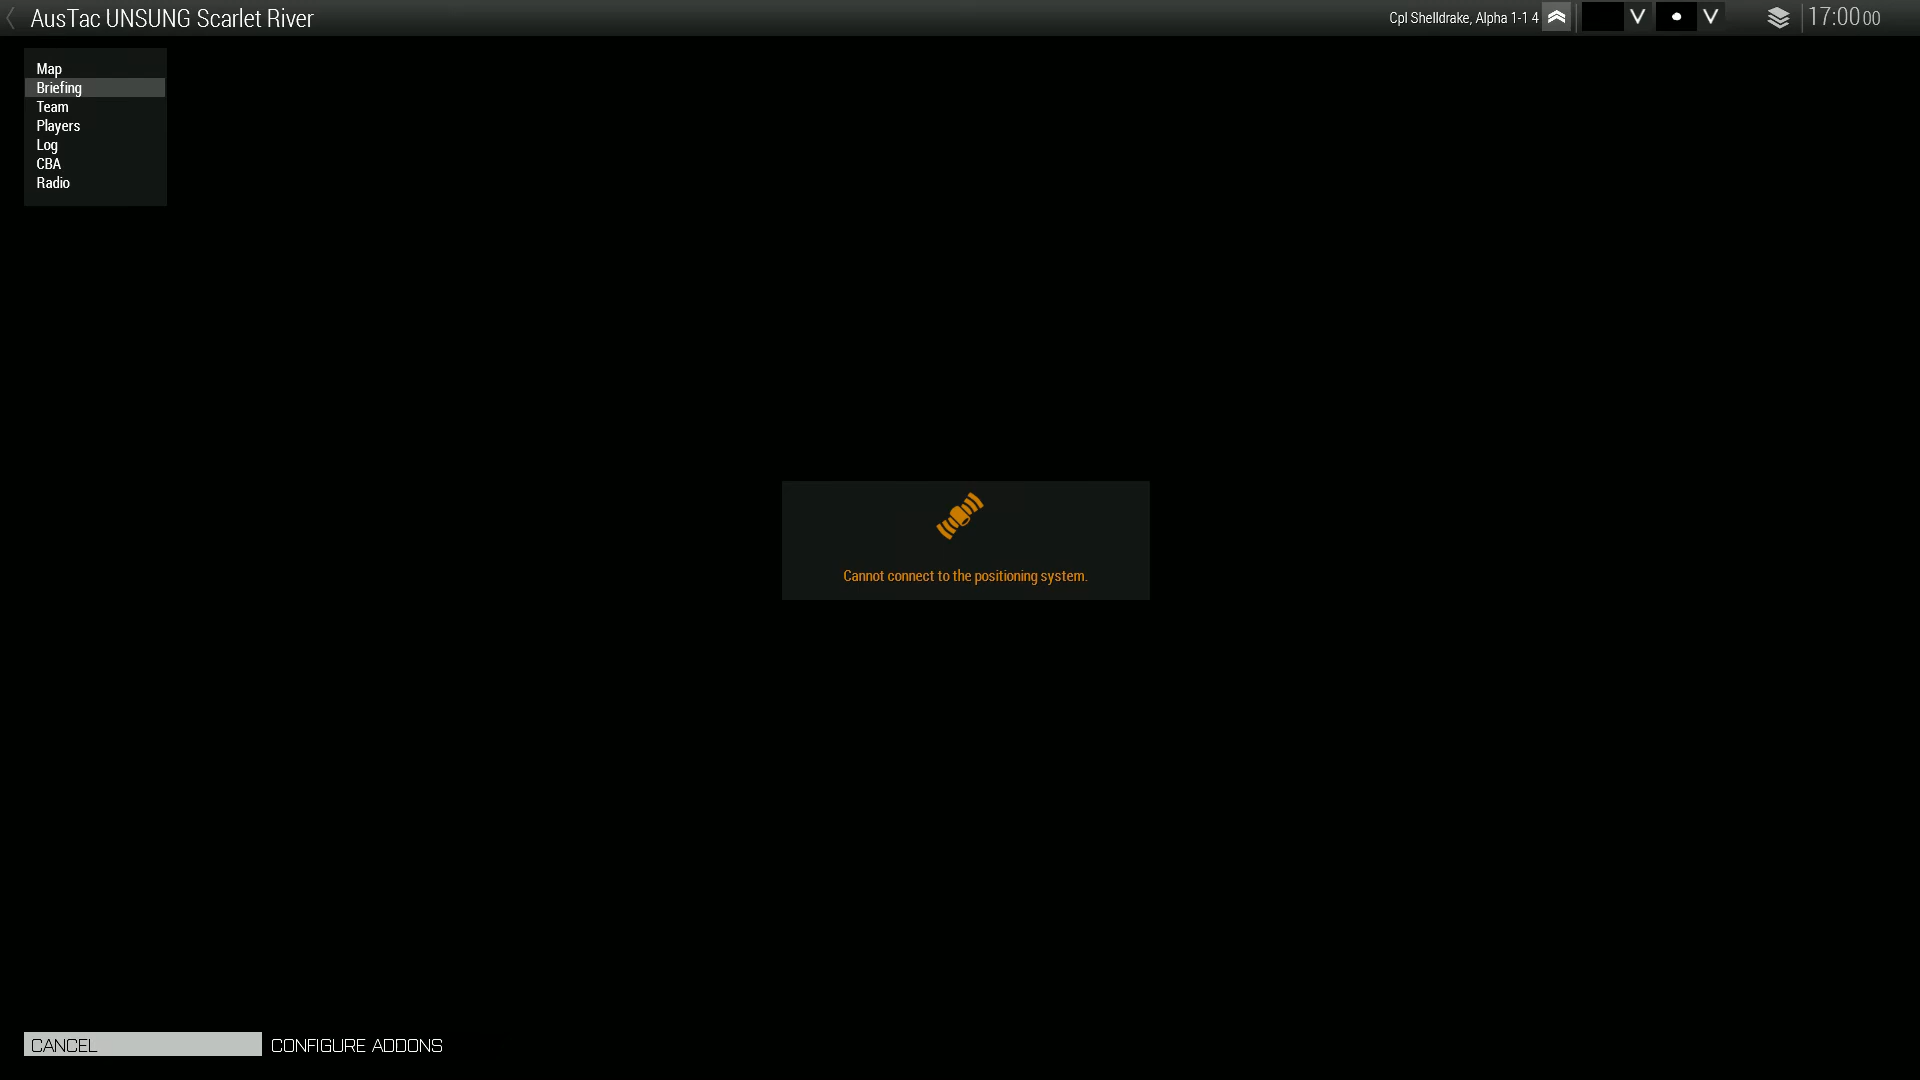 AusTac UNSUNG Scarlet River
Cpl Shelldrake, Alpha 1-1 4
17:00 00
Map
Briefing
Team
Players
Log
CBA
Radio
Cannot connect to the positioning system.
CANCEL
CONFIGURE ADDONS